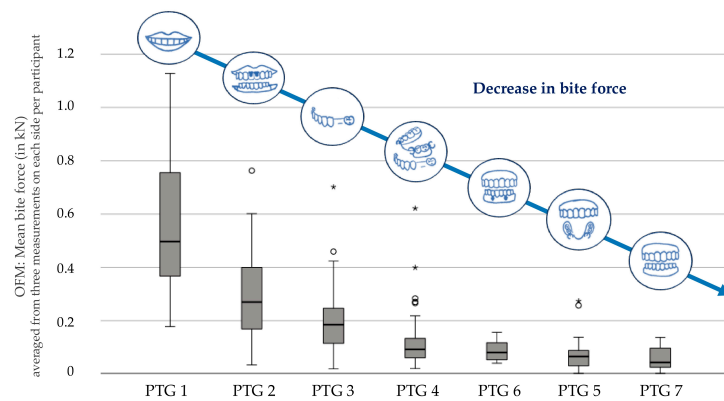 OFM: Mean bite force (in kN)
averaged from three measurements on each side per participant
1.2
1.0
0.8
0.6
0.4
0.2
0
Decrease in bite force
PTG 1 PTG 2 PTG 3 PTG 4 PTG 6 PTG 5 PTG 7